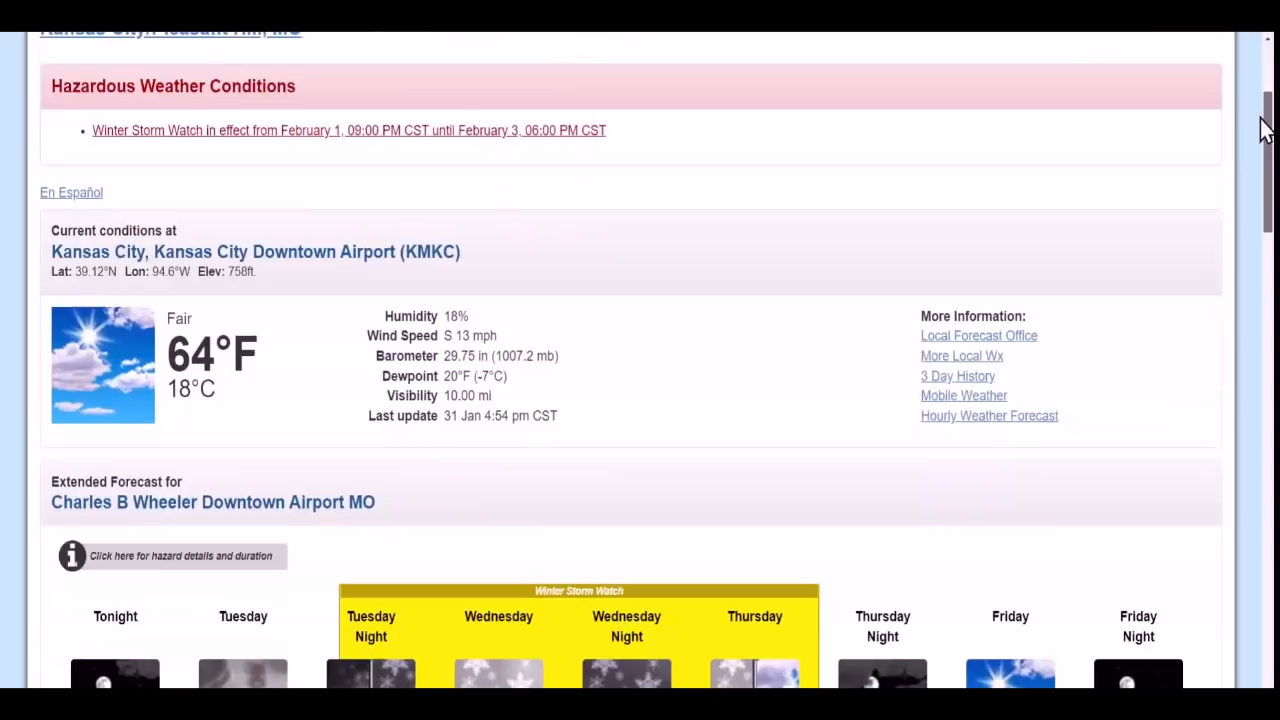 Kansas City/Pleasant Hill, MO
Hazardous Weather Conditions
• Winter Storm Watch in effect from February 1, 09:00 PM CST until February 3, 06:00 PM CST
En Español
Current conditions at
Kansas City, Kansas City Downtown Airport (KMKC)
Lat: 39.12°N Lon: 94.6°W Elev: 758ft.
Fair
64°F
18°C
Humidity 18%
Wind Speed S 13 mph
Barometer 29.75 in (1007.2 mb)
Dewpoint 20°F (-7°C)
Visibility 10.00 mi
Last update 31 Jan 4:54 pm CST
More Information:
Local Forecast Office
More Local Wx
3 Day History
Mobile Weather
Hourly Weather Forecast
Extended Forecast for
Charles B Wheeler Downtown Airport MO
i Click here for hazard details and duration
Winter Storm Watch
Tonight
Tuesday
Tuesday
Night
Wednesday
Wednesday
Night
Thursday
Thursday
Night
Friday
Friday
Night